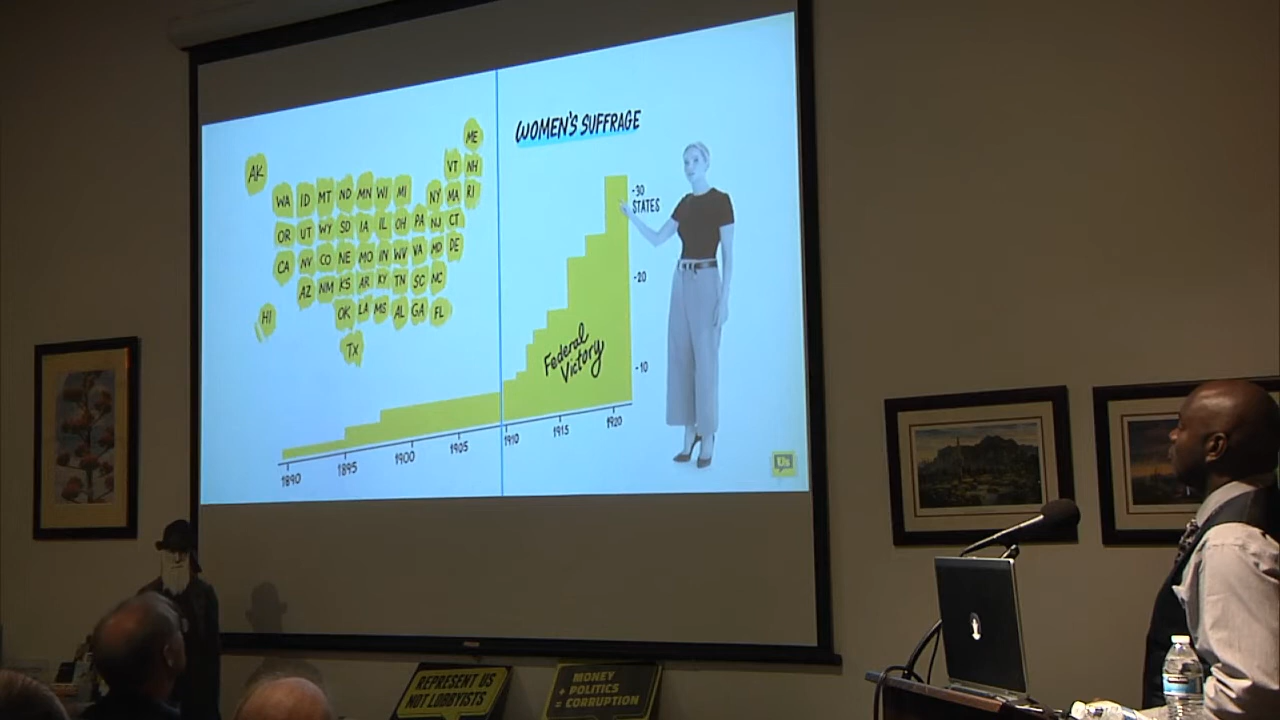 ME
AK
VT NH
WA ID MT ND MN WI MI NY MA RI
OR UT WY SD IA IL OH PA NJ CT
CA NV CO NE MO IN WV VA MD DE
AZ NM KS AR KY TN SC NC
HI
OK LA MS AL GA FL
TX
1890 1895 1900 1905 1910 1915 1920
WOMEN'S SUFFRAGE
-30
STATES
-20
-10
Federal
Victory
Us
REPRESENT US
NOT LOBBYISTS
MONEY
+ POLITICS
= CORRUPTION